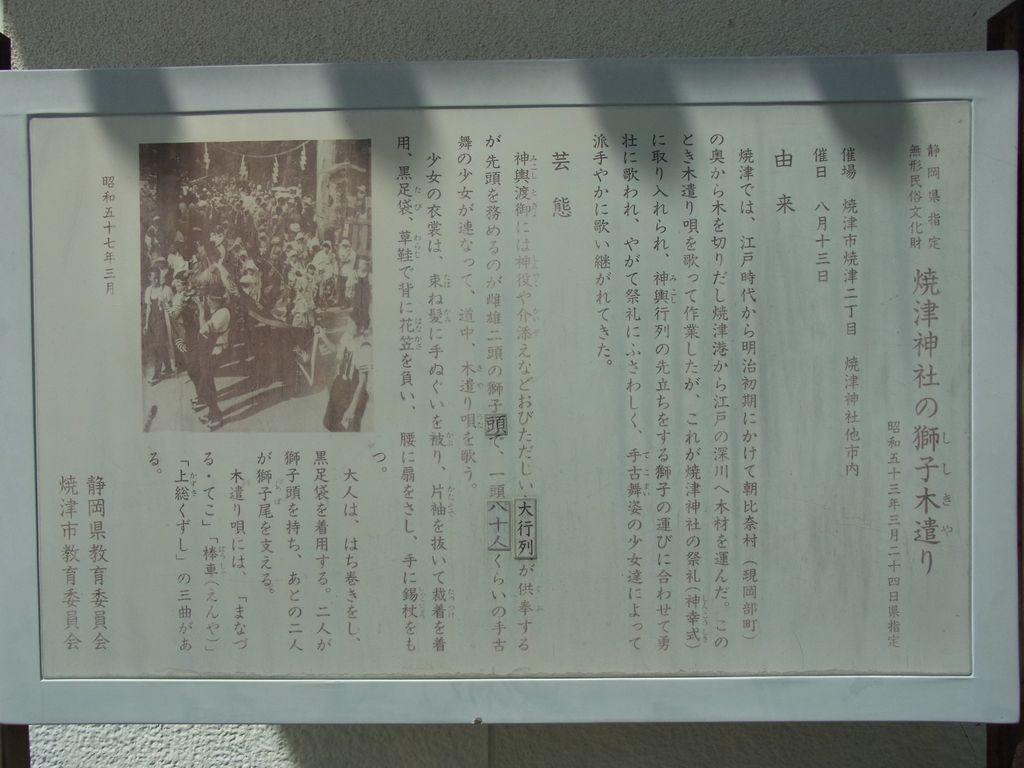 静岡県指定
無形民俗文化財
焼津神社の獅子木遣り
昭和五十三年三月二十四日県指定
催場 焼津市焼津二丁目 焼津神社他市内
催日 八月十三日
由来
焼津では、江戸時代から明治初期にかけて朝比奈村(現岡部町)
の奥から木を切りだし焼津港から江戸の深川へ木材を運んだ。この
とき木遣り唄を歌って作業したが、これが焼津神社の祭礼(神幸式)
に取り入れられ、神輿行列の先立ちをする獅子の運びに合わせて勇
壮に歌われ、やがて祭礼にふさわしく、手古舞姿の少女達によって
派手やかに歌い継がれてきた。
芸態
神輿渡御には神役や介添えなどおびただしい大行列が供奉する
が先頭を務めるのが雌雄二頭の獅子頭で、一頭八十人くらいの手古
舞の少女が連なって、道中、木遣り唄を歌う。
少女の衣裳は、束ね髪に手ぬぐいを被り、片袖を抜いて裁着を着
用、黒足袋、草鞋で背に花笠を負い、腰に扇をさし、手に錫杖をも
つ。
大人は、はち巻きをし、
黒足袋を着用する。二人が
獅子頭を持ち、あとの二人
が獅子尾を支える。
木遣り唄には、「まなづ
る・てこ」「棒車(えんや)」
「上総くずし」の三曲があ
る。
昭和五十七年三月
静岡県教育委員会
焼津市教育委員会